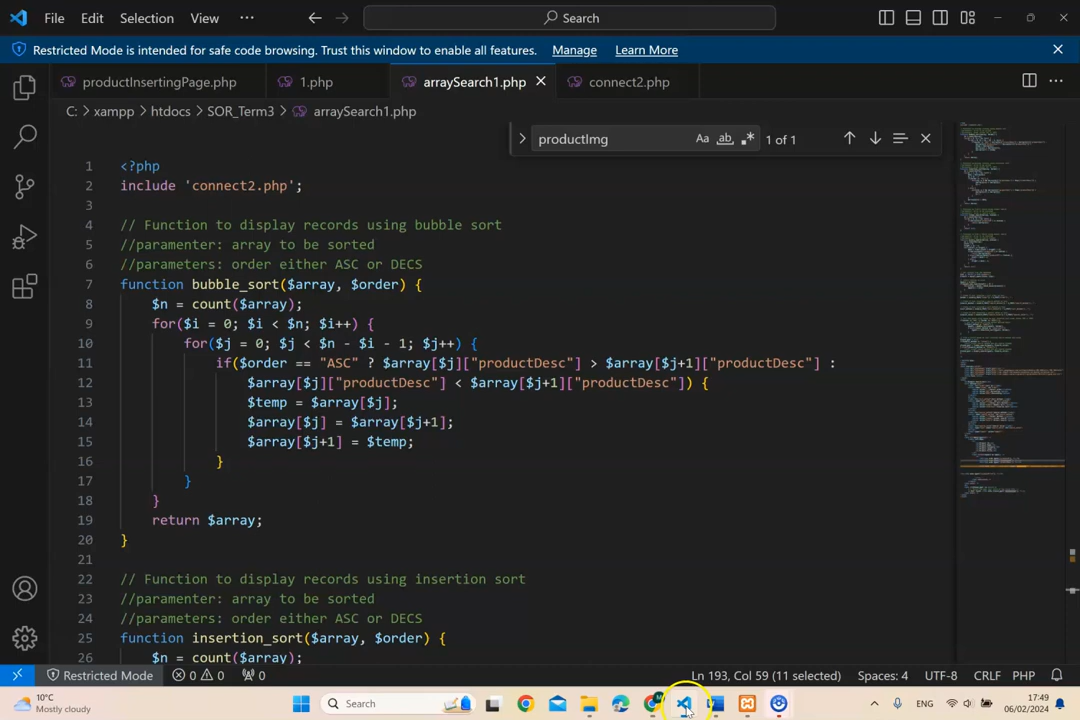 File Edit Selection View ··· Search
Restricted Mode is intended for safe code browsing. Trust this window to enable all features. Manage Learn More
productInsertingPage.php 1.php arraySearch1.php connect2.php
C: > xampp > htdocs > SOR_Term3 > arraySearch1.php
productImg Aa ab 1 of 1
1 <?php
2 include 'connect2.php';
3
4 // Function to display records using bubble sort
5 //paramenter: array to be sorted
6 //parameters: order either ASC or DECS
7 function bubble_sort($array, $order) {
8 $n = count($array);
9 for($i = 0; $i < $n; $i++) {
10 for($j = 0; $j < $n - $i - 1; $j++) {
11 if($order == "ASC" ? $array[$j]["productDesc"] > $array[$j+1]["productDesc"] :
12 $array[$j]["productDesc"] < $array[$j+1]["productDesc"]) {
13 $temp = $array[$j];
14 $array[$j] = $array[$j+1];
15 $array[$j+1] = $temp;
16 }
17 }
18 }
19 return $array;
20 }
21
22 // Function to display records using insertion sort
23 //paramenter: array to be sorted
24 //parameters: order either ASC or DECS
25 function insertion_sort($array, $order) {
26 $n = count($array);
Restricted Mode 0 0 0 Ln 193, Col 59 (11 selected) Spaces: 4 UTF-8 CRLF PHP
10°C
Mostly cloudy
Search
ENG
17:49
06/02/2024